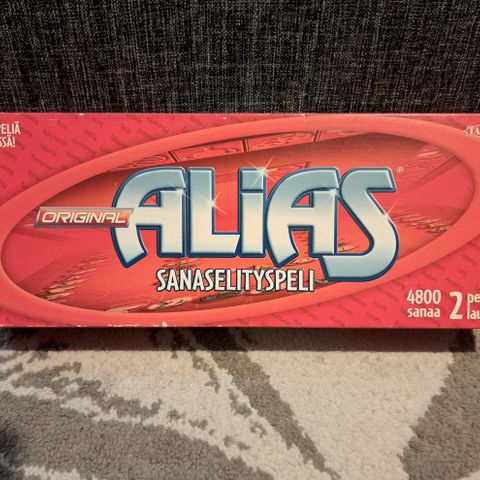 ORIGINAL
ALiAS®
SANASELITYSPELI
4800
sanaa
2